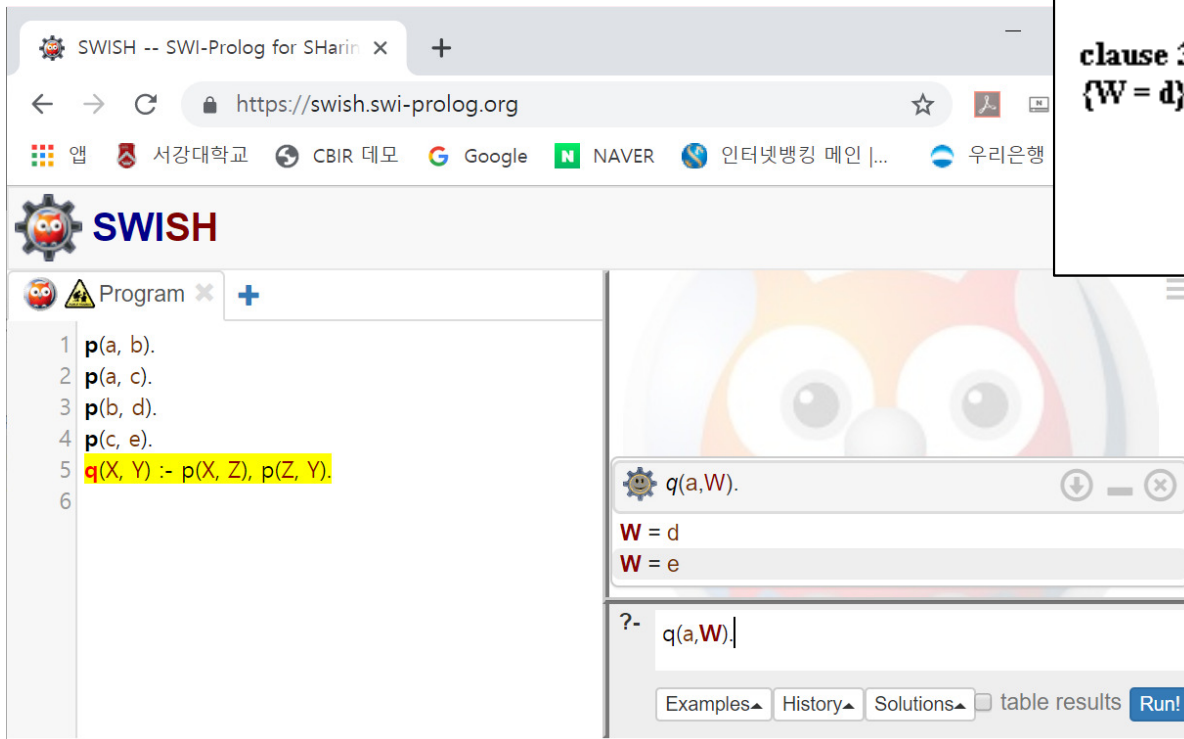 SWISH -- SWI-Prolog for SHarin
https://swish.swi-prolog.org
앱 서강대학교 CBIR 데모 Google NAVER 인터넷뱅킹 메인 |... 우리은행
clause 3
{W = d}
SWISH
Program
1 p(a, b).
2 p(a, c).
3 p(b, d).
4 p(c, e).
5 q(X, Y) :- p(X, Z), p(Z, Y).
6
q(a,W).
W = d
W = e
?- q(a,W).
Examples History Solutions table results Run!